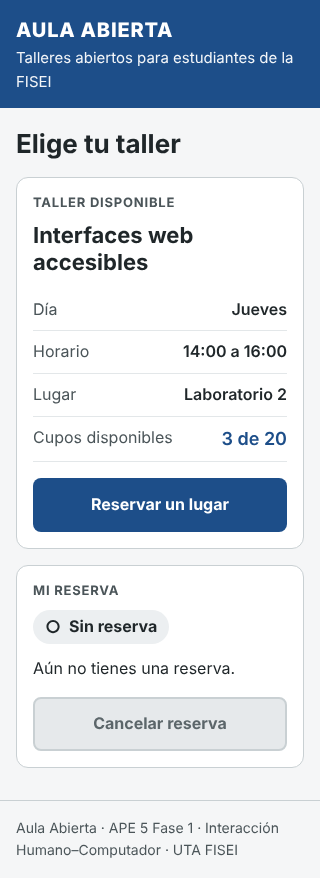 AULA ABIERTA
Talleres abiertos para estudiantes de la
FISEI
Elige tu taller
TALLER DISPONIBLE
Interfaces web
accesibles
Día Jueves
Horario 14:00 a 16:00
Lugar Laboratorio 2
Cupos disponibles 3 de 20
Reservar un lugar
MI RESERVA
Sin reserva
Aún no tienes una reserva.
Cancelar reserva
Aula Abierta · APE 5 Fase 1 · Interacción
Humano–Computador · UTA FISEI